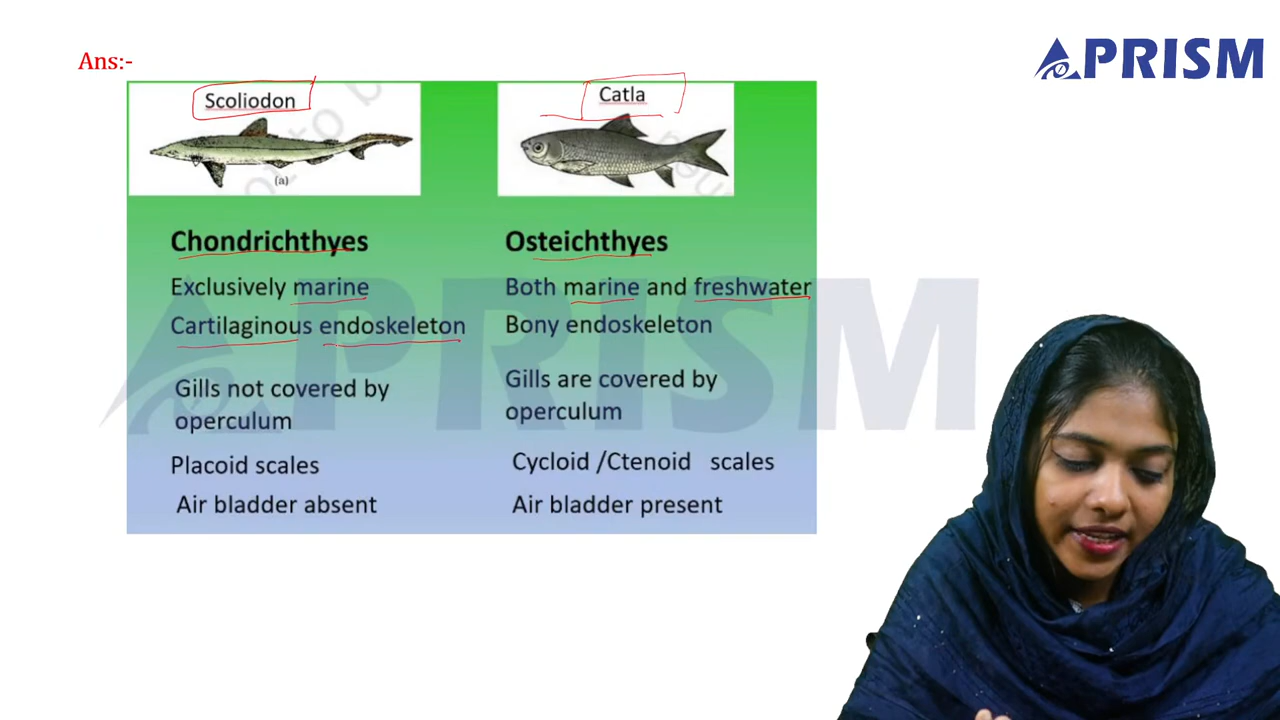 Ans:-
PRISM
Scoliodon
Catla
(a)
Chondrichthyes
Osteichthyes
Exclusively marine
Both marine and freshwater
Cartilaginous endoskeleton
Bony endoskeleton
Gills not covered by
operculum
Gills are covered by
operculum
Placoid scales
Cycloid /Ctenoid scales
Air bladder absent
Air bladder present
PRISM